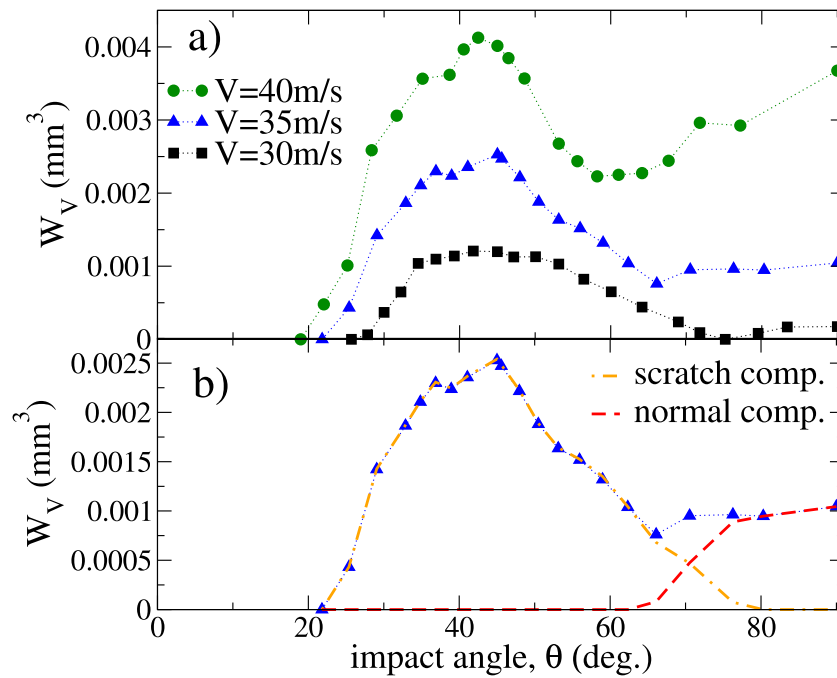 a)
0.004
0.003
0.002
0.001
0
W_V (mm^3)
V=40m/s
V=35m/s
V=30m/s
b)
0.0025
0.002
0.0015
0.001
0.0005
0
W_V (mm^3)
scratch comp.
normal comp.
0 20 40 60 80
impact angle, θ (deg.)